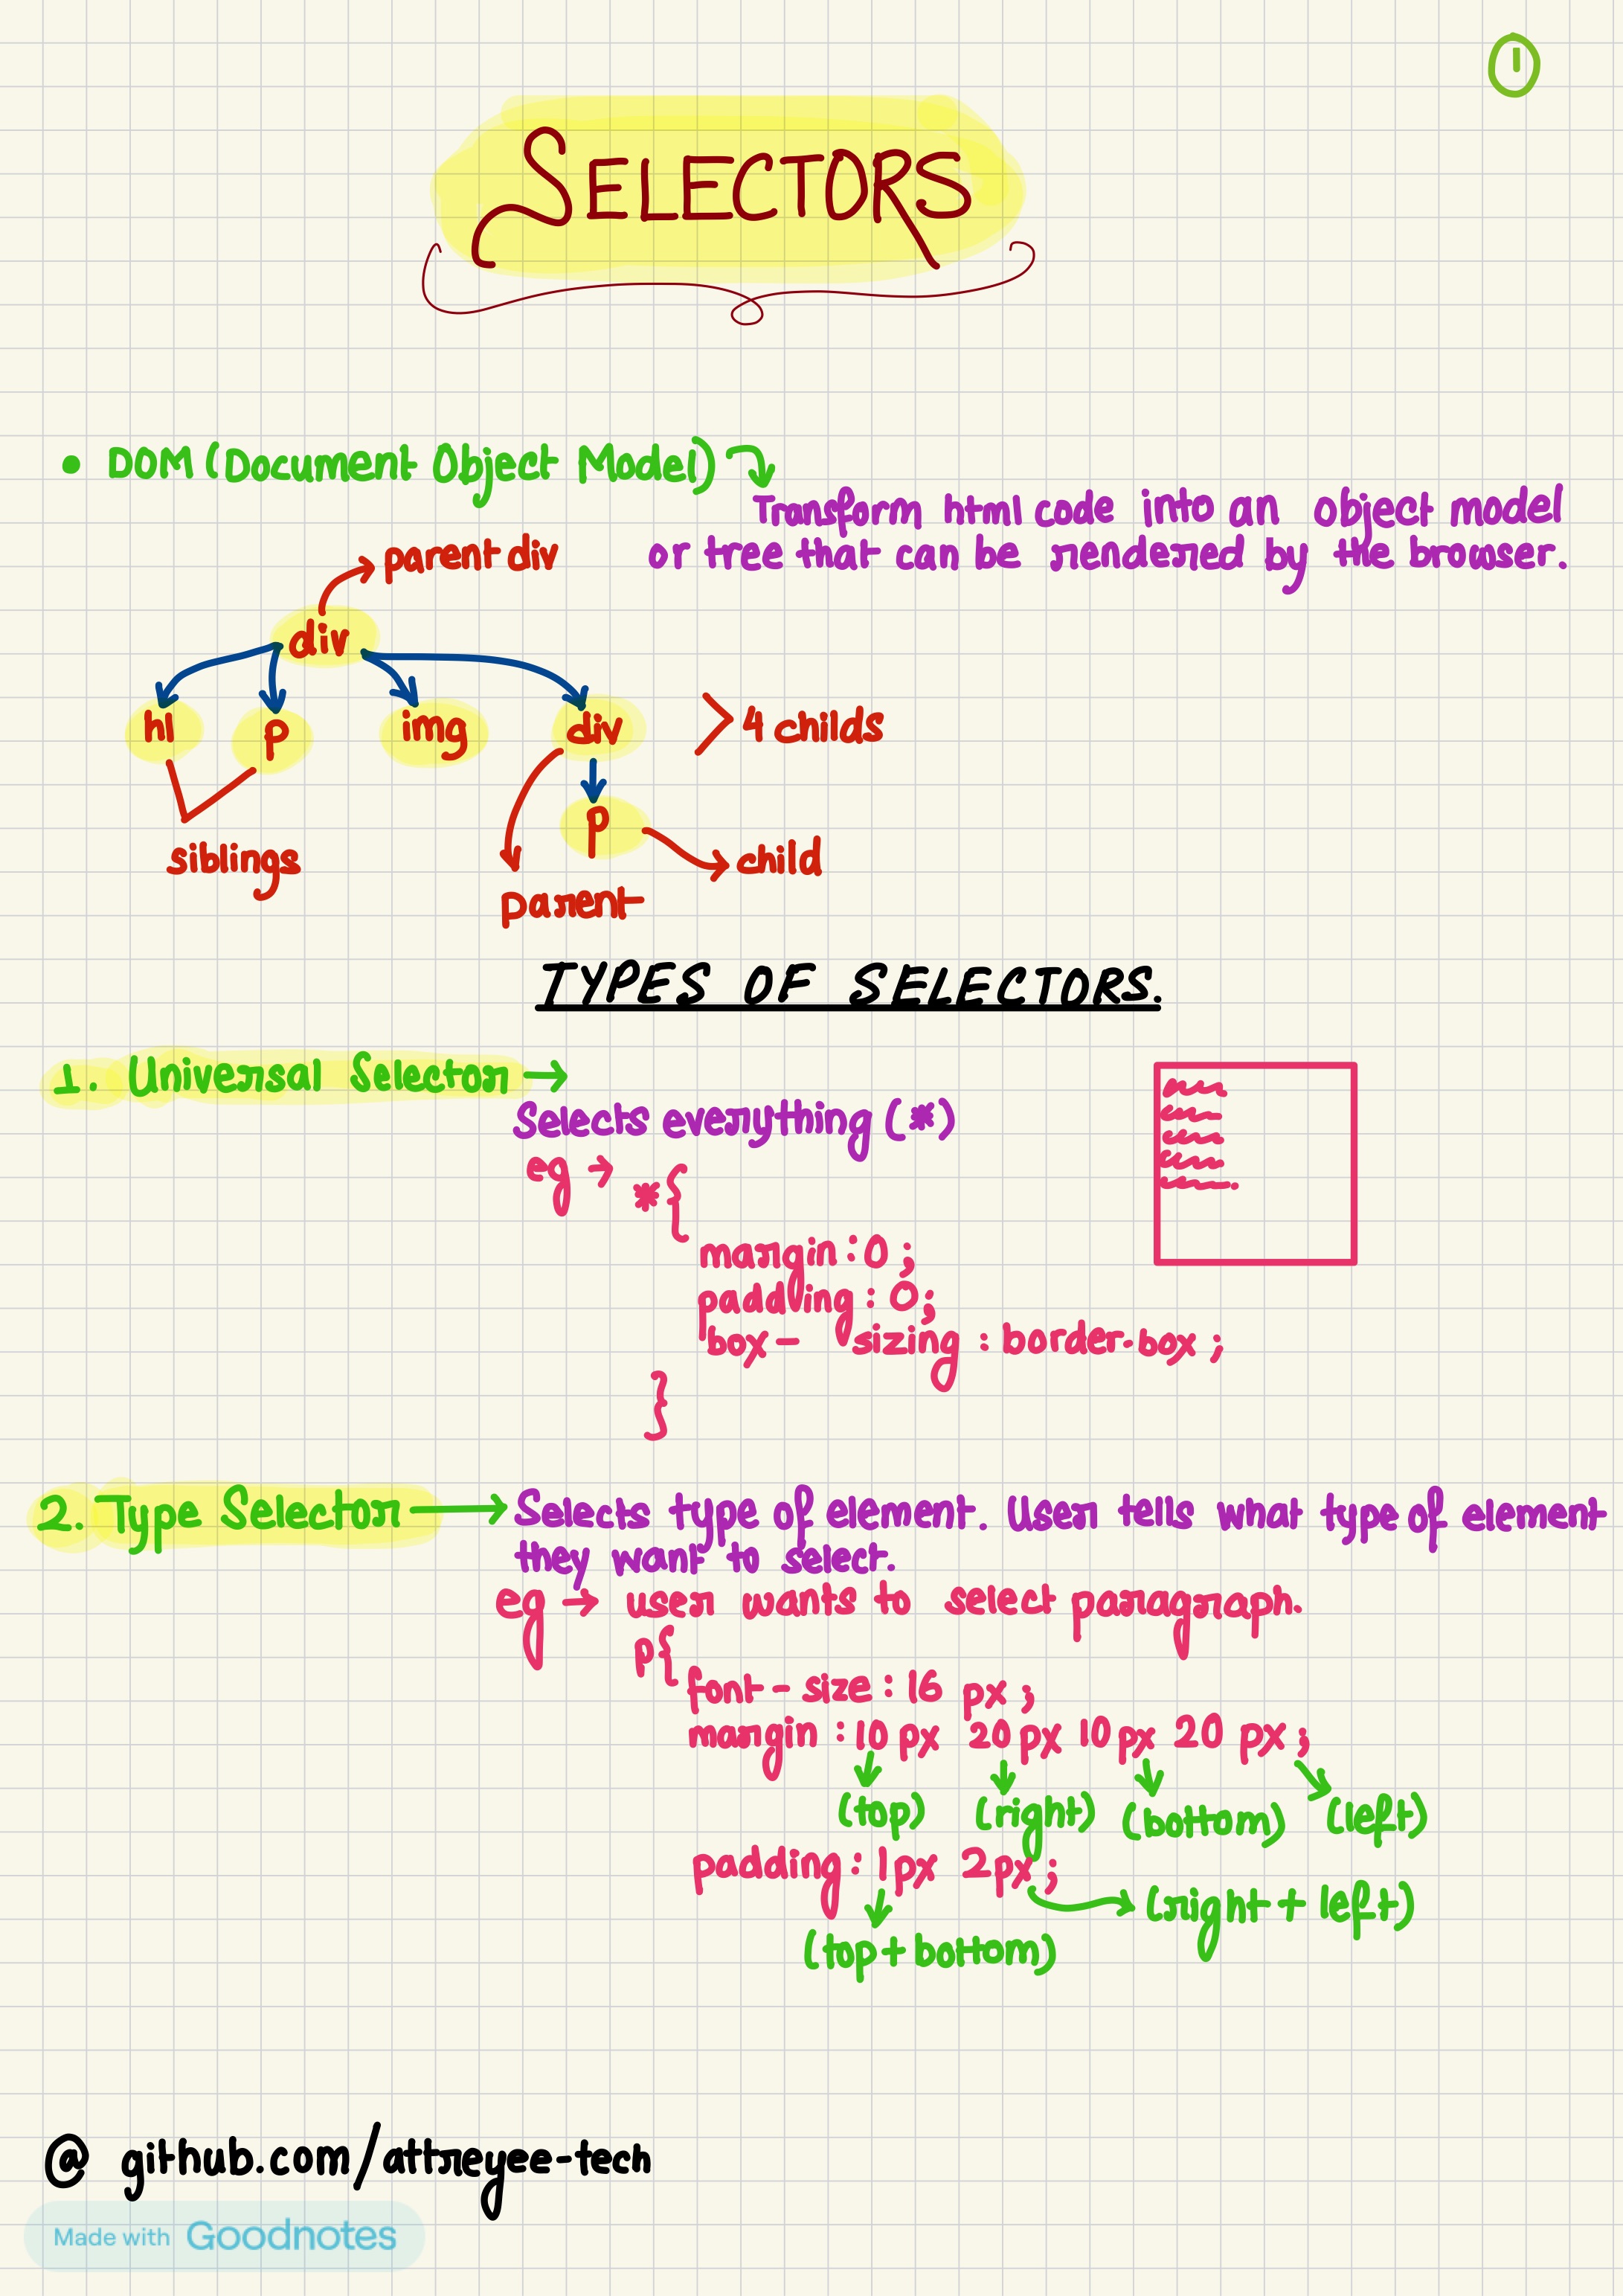 1
SELECTORS
• DOM (Document Object Model)
Transform html code into an object model
or tree that can be rendered by the browser.
parent div
div
h1 p img div 4 childs
p
siblings
child
parent
TYPES OF SELECTORS.
1. Universal Selector →
Selects everything (*)
eg →
*{
margin : 0 ;
padding : 0;
box - sizing : border-box ;
}
2. Type Selector → Selects type of element. User tells what type of element
they want to select.
eg → user wants to select paragraph.
p{
font - size : 16 px ;
margin : 10 px 20 px 10 px 20 px ;
(top) (right) (bottom) (left)
padding : 1px 2px ;
(right + left)
(top + bottom)
@ github.com/attreyee-tech
Made with Goodnotes